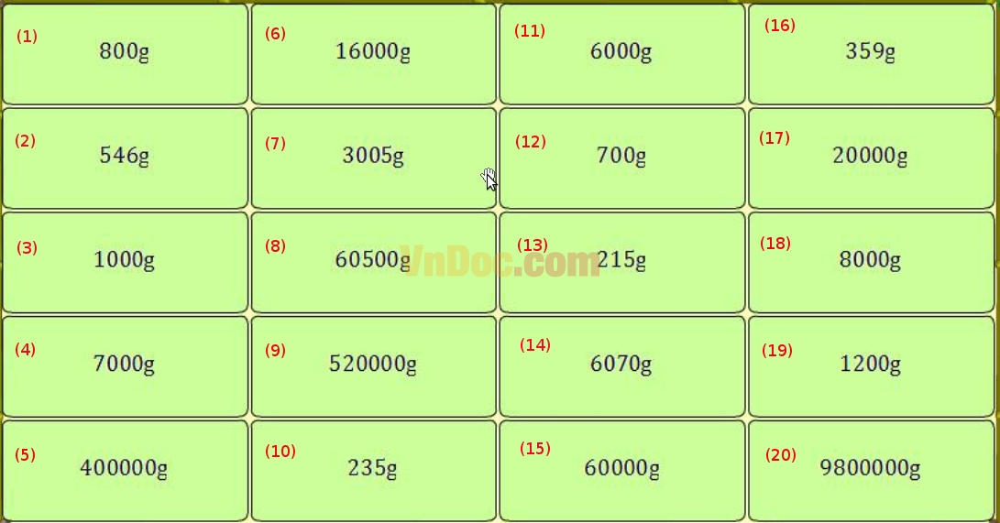 (1) 800g
(6) 16000g
(11) 6000g
(16) 359g
(2) 546g
(7) 3005g
(12) 700g
(17) 20000g
(3) 1000g
(8) 60500g
(13) 215g
(18) 8000g
VnDoc.com
(4) 7000g
(9) 520000g
(14) 6070g
(19) 1200g
(5) 400000g
(10) 235g
(15) 60000g
(20) 9800000g